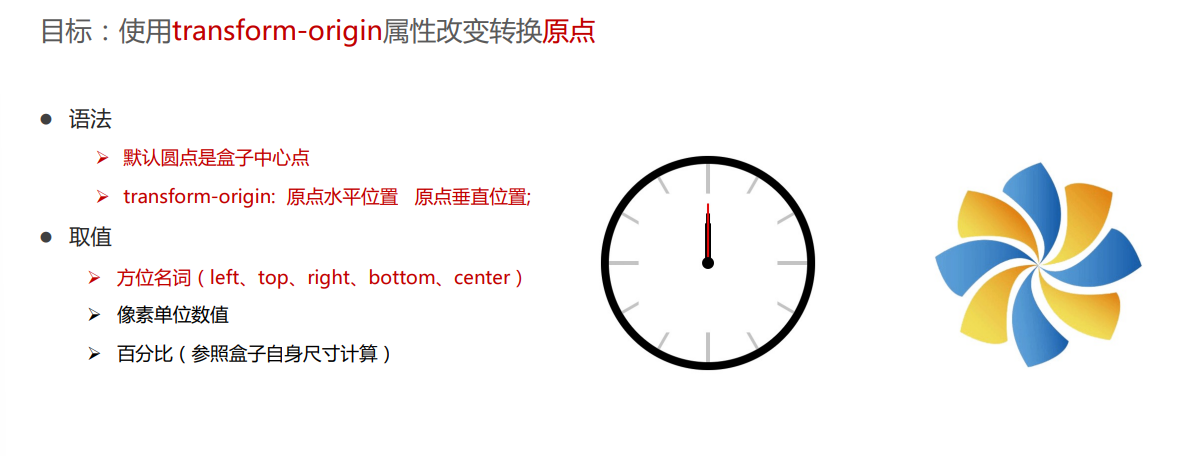 目标：使用transform-origin属性改变转换原点
语法
默认圆点是盒子中心点
transform-origin: 原点水平位置 原点垂直位置;
取值
方位名词（left、top、right、bottom、center）
像素单位数值
百分比（参照盒子自身尺寸计算）